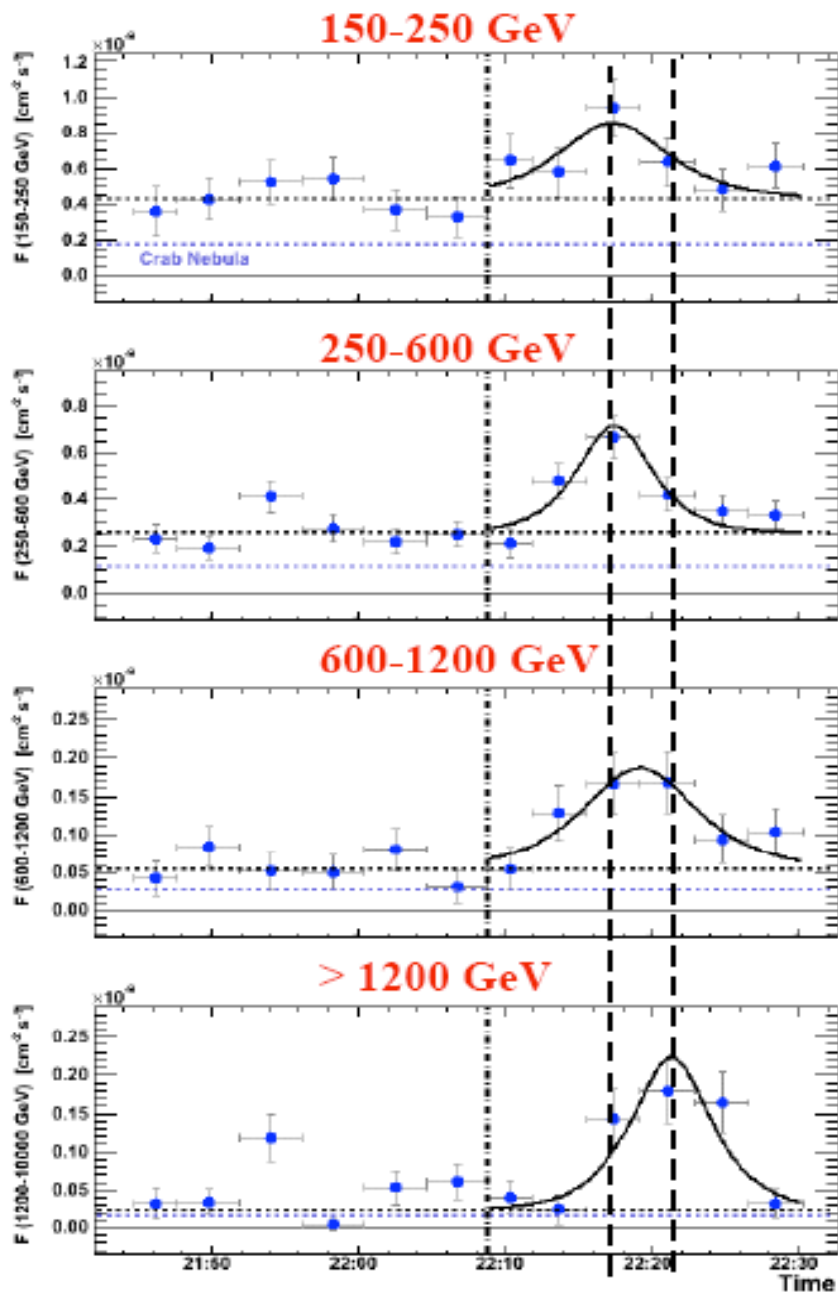 150-250 GeV
×10⁻⁹
F (150-250 GeV) [cm⁻² s⁻¹]
1.2
1.0
0.8
0.6
0.4
0.2
0.0
Crab Nebula
250-600 GeV
×10⁻⁹
F (250-600 GeV) [cm⁻² s⁻¹]
0.8
0.6
0.4
0.2
0.0
600-1200 GeV
×10⁻⁹
F (600-1200 GeV) [cm⁻² s⁻¹]
0.25
0.20
0.15
0.10
0.05
0.00
> 1200 GeV
×10⁻⁹
F (1200-10000 GeV) [cm⁻² s⁻¹]
0.25
0.20
0.15
0.10
0.05
0.00
21:50 22:00 22:10 22:20 22:30
Time